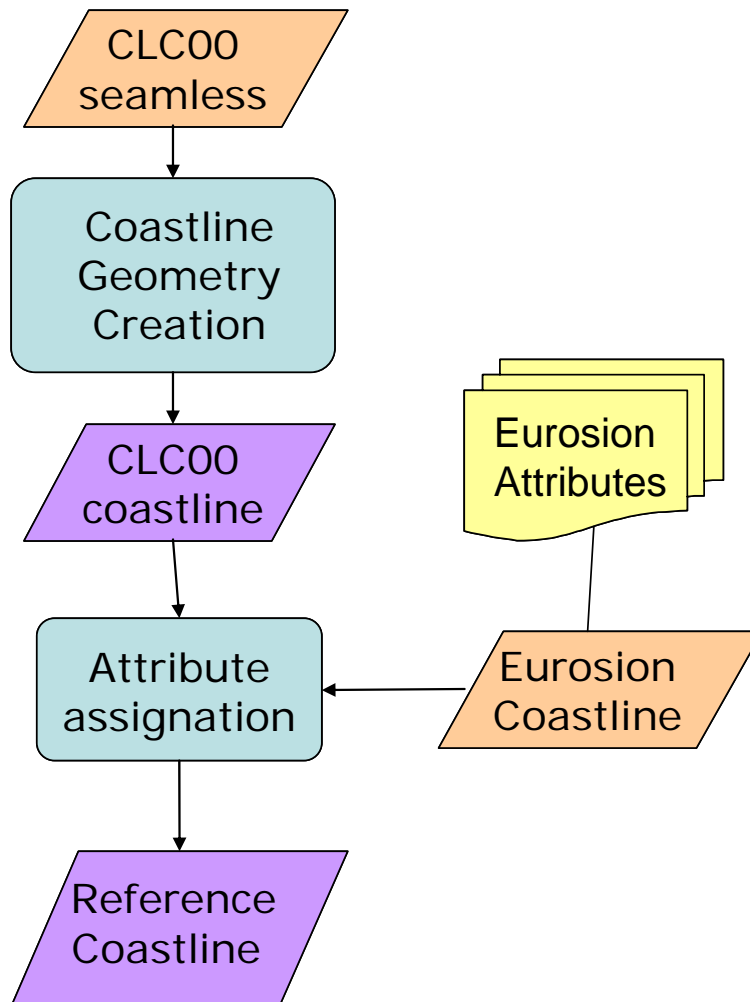 CLC00
seamless
Coastline
Geometry
Creation
CLC00
coastline
Eurosion
Attributes
Attribute
assignation
Eurosion
Coastline
Reference
Coastline